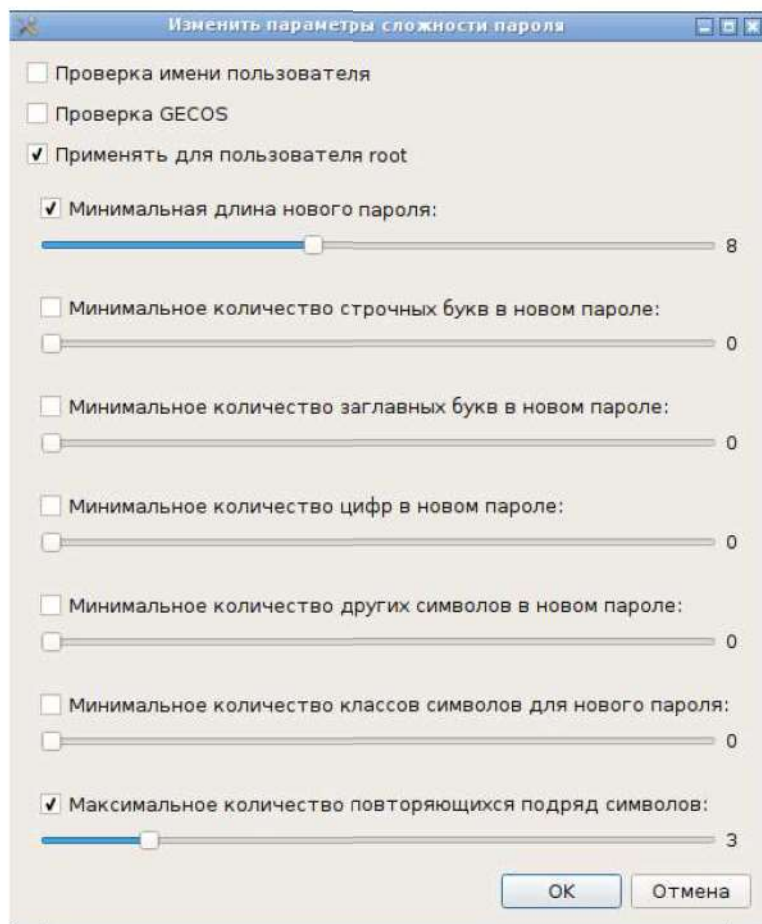 Изменить параметры сложности пароля
Проверка имени пользователя
Проверка GECOS
Применять для пользователя root
Минимальная длина нового пароля:
8
Минимальное количество строчных букв в новом пароле:
0
Минимальное количество заглавных букв в новом пароле:
0
Минимальное количество цифр в новом пароле:
0
Минимальное количество других символов в новом пароле:
0
Минимальное количество классов символов для нового пароля:
0
Максимальное количество повторяющихся подряд символов:
3
OK
Отмена